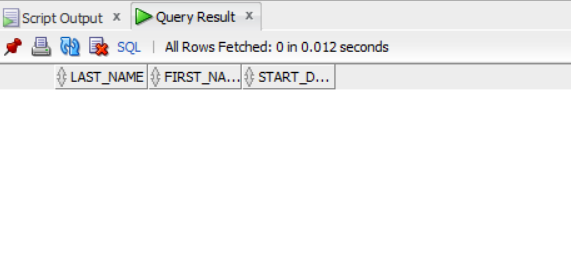 Script Output x Query Result x
SQL | All Rows Fetched: 0 in 0.012 seconds
LAST_NAME FIRST_NA... START_D...